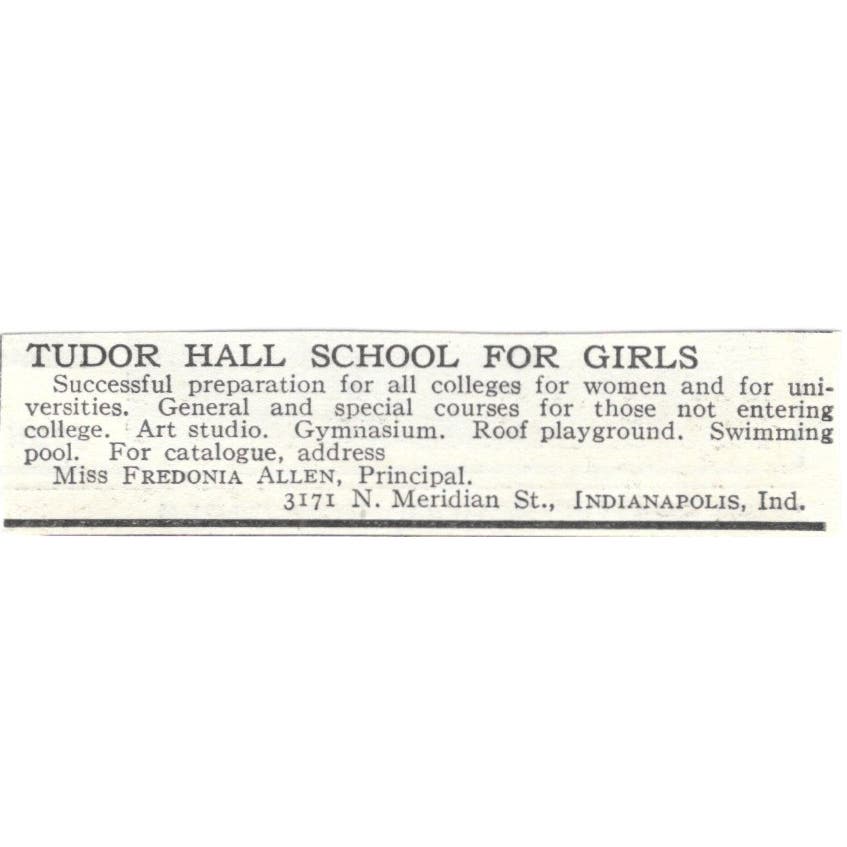 TUDOR HALL SCHOOL FOR GIRLS
Successful preparation for all colleges for women and for uni-
versities. General and special courses for those not entering
college. Art studio. Gymnasium. Roof playground. Swimming
pool. For catalogue, address
Miss FREDONIA ALLEN, Principal.
3171 N. Meridian St., INDIANAPOLIS, Ind.